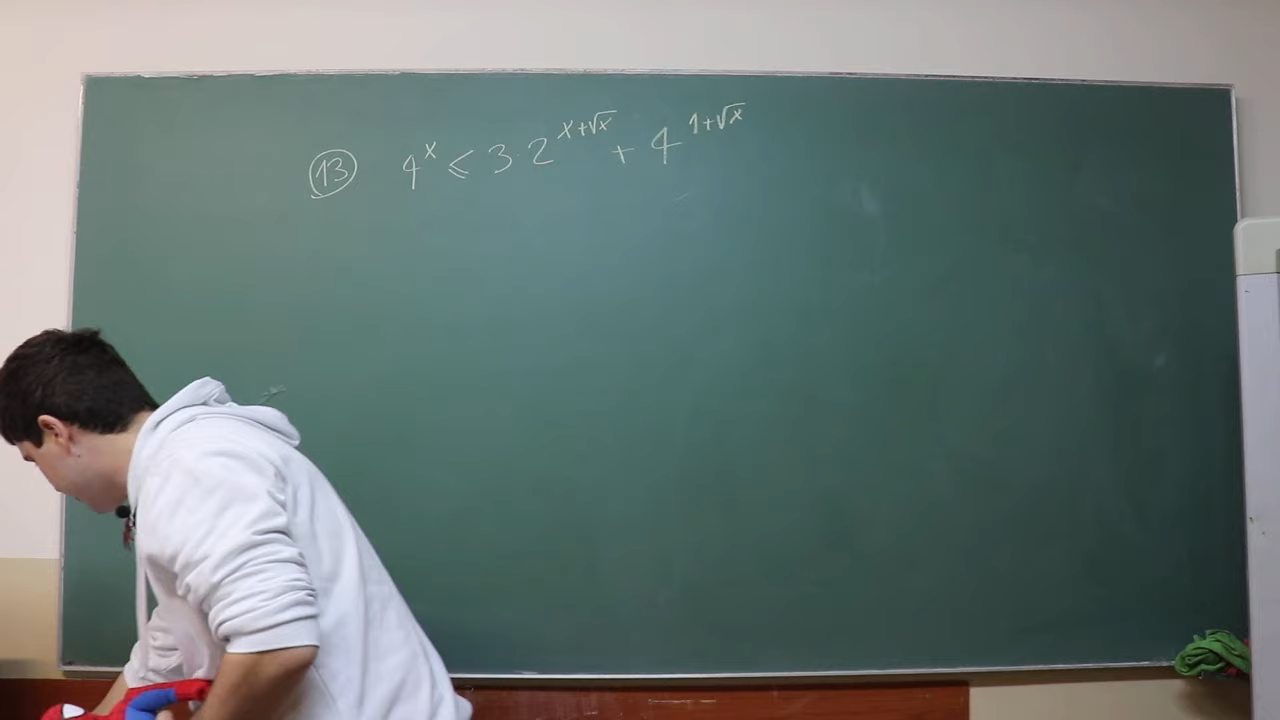 ⑬ 4^x ≤ 3·2^{x+√x} + 4^{1+√x}